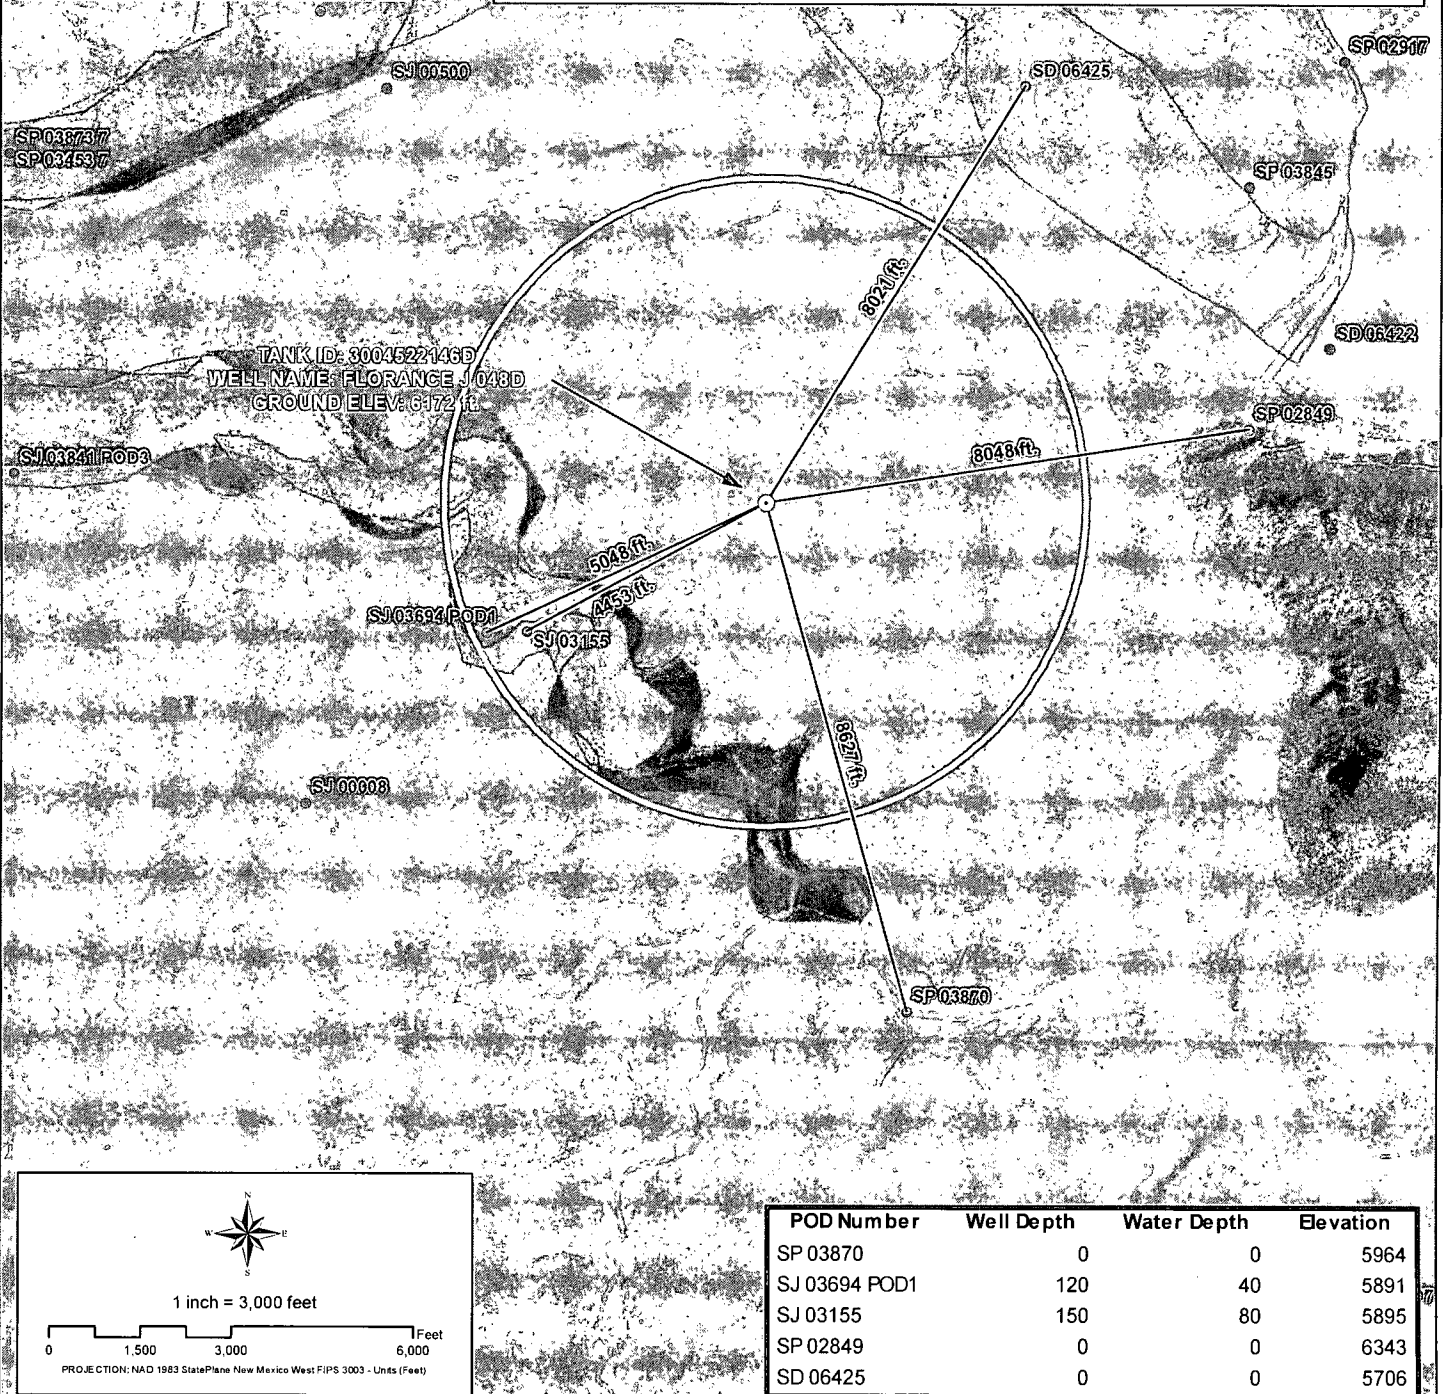 SJ 00500
SD 06425
SP 02917
SP 03873 7
SP 03453 7
SP 03845
8021 ft.
SD 06422
TANK ID: 3004522146D
WELL NAME: FLORANCE J 048D
GROUND ELEV: 6172 ft.
SP 02849
SJ 03841 POD3
8048 ft.
5048 ft.
4453 ft.
SJ 03694 POD1
SJ 03155
8627 ft.
SJ 00008
SP 03870
N
W E
S
1 inch = 3,000 feet
Feet
0 1,500 3,000 6,000
PROJECTION: NAD 1983 StatePlane New Mexico West FIPS 3003 - Units (Feet)
POD Number Well Depth Water Depth Elevation
SP 03870 0 0 5964
SJ 03694 POD1 120 40 5891
SJ 03155 150 80 5895
SP 02849 0 0 6343
SD 06425 0 0 5706